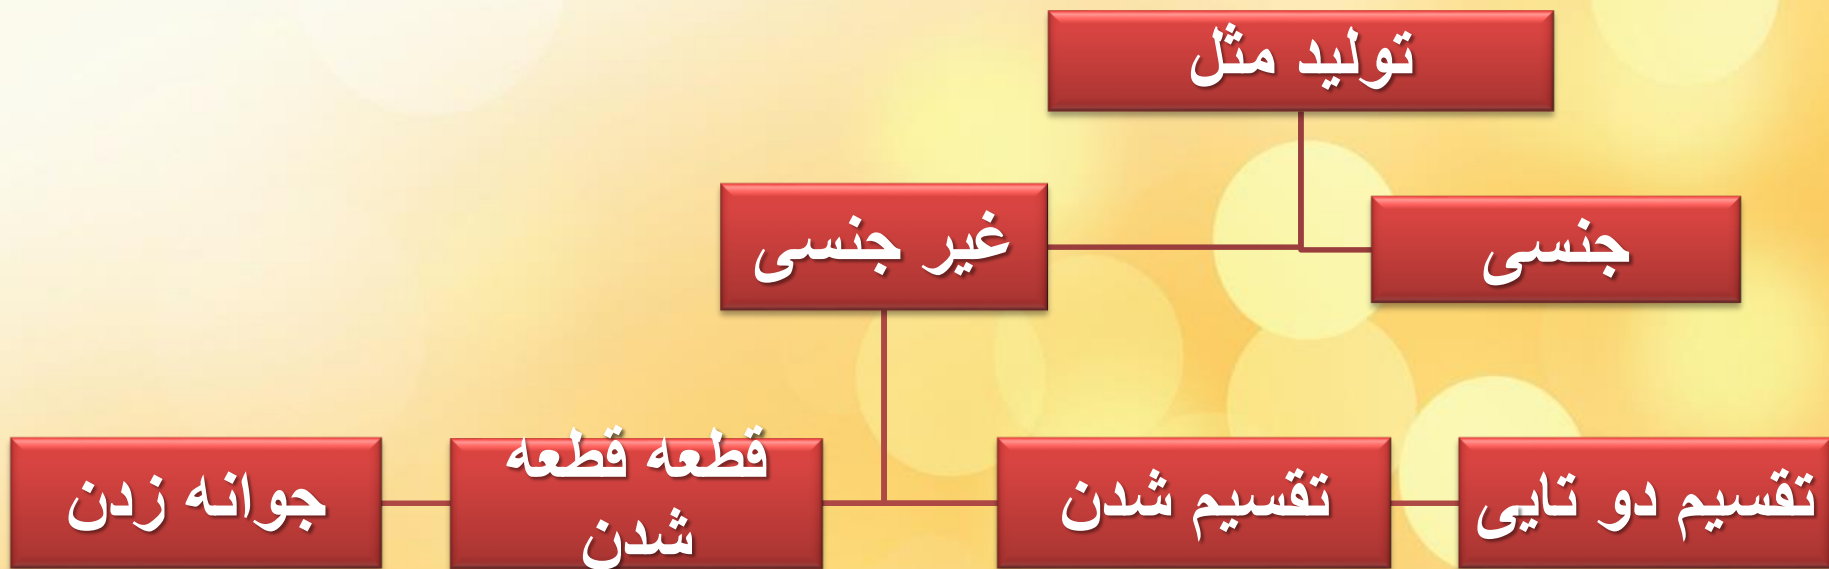 تولید مثل
جنسی
غیر جنسی
تقسیم دو تایی
تقسیم شدن
قطعه قطعه
شدن
جوانه زدن